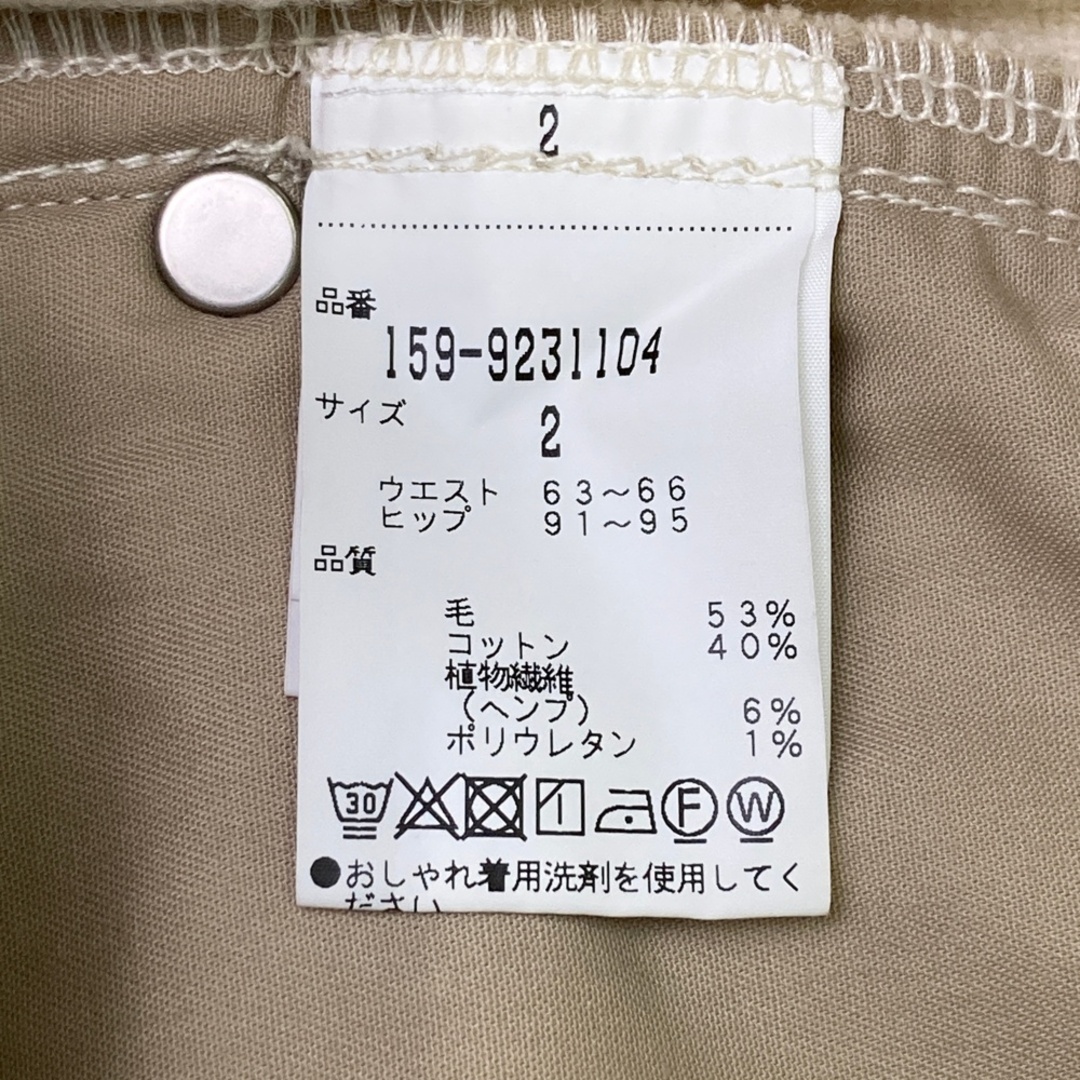 2
品番
159-9231104
サイズ
2
ウエスト 63～66
ヒップ 91～95
品質
毛 53%
コットン 40%
植物繊維
（ヘンプ） 6%
ポリウレタン 1%
30 F W
●おしゃれ着用洗剤を使用してく
ださい